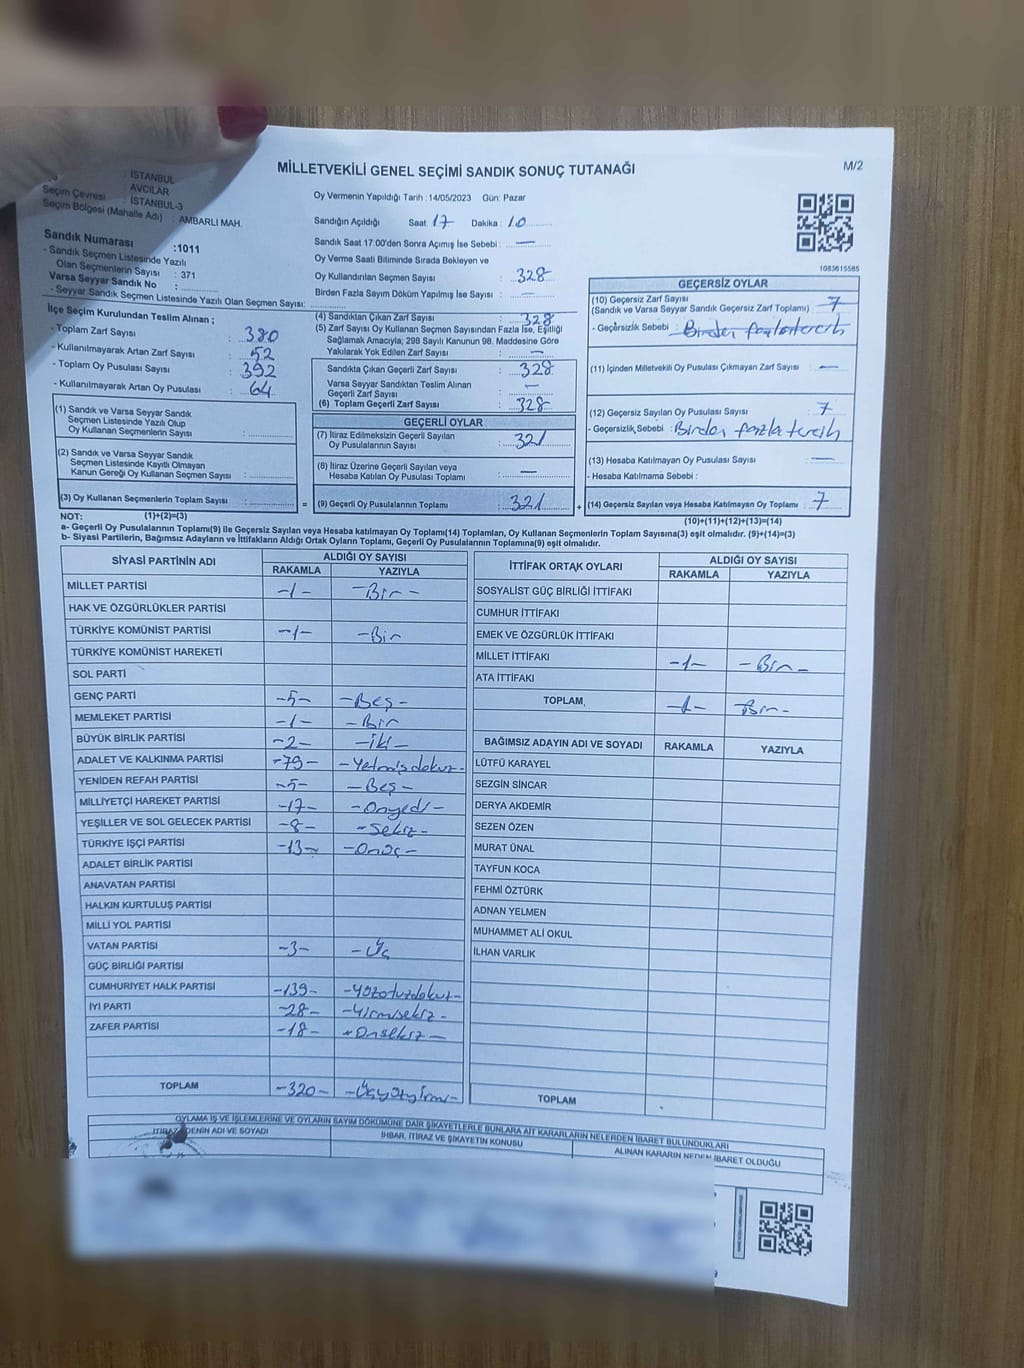 MİLLETVEKİLİ GENEL SEÇİMİ SANDIK SONUÇ TUTANAĞI
M/2
: İSTANBUL
AVCILAR
Seçim Çevresi : İSTANBUL-3
Seçim Bölgesi (Mahalle Adı) : AMBARLI MAH.
Oy Vermenin Yapıldığı Tarih : 14/05/2023 Gün: Pazar
Sandığın Açıldığı Saat : 17 Dakika : 10
Sandık Saat 17:00'den Sonra Açımış İse Sebebi : —
Oy Verme Saati Bitiminde Sırada Bekleyen ve
Oy Kullandırılan Seçmen Sayısı : 328
Birden Fazla Sayım Döküm Yapılmış İse Sayısı : —
Sandık Numarası :1011
- Sandık Seçmen Listesinde Yazılı
Olan Seçmenlerin Sayısı : 371
Varsa Seyyar Sandık No :
- Seyyar Sandık Seçmen Listesinde Yazılı Olan Seçmen Sayısı:
1083615585
İlçe Seçim Kurulundan Teslim Alınan ;
- Toplam Zarf Sayısı : 380
- Kullanılmayarak Artan Zarf Sayısı : 52
- Toplam Oy Pusulası Sayısı : 392
- Kullanılmayarak Artan Oy Pusulası : 64
(4) Sandıktan Çıkan Zarf Sayısı : 328
(5) Zarf Sayısı Oy Kullanan Seçmen Sayısından Fazla İse, Eşitliği
Sağlamak Amacıyla; 298 Sayılı Kanunun 98. Maddesine Göre
Yakılarak Yok Edilen Zarf Sayısı : —
Sandıkta Çıkan Geçerli Zarf Sayısı : 328
Varsa Seyyar Sandıktan Teslim Alınan
Geçerli Zarf Sayısı : —
(6) Toplam Geçerli Zarf Sayısı : 328
GEÇERSİZ OYLAR
(10) Geçersiz Zarf Sayısı
(Sandık ve Varsa Seyyar Sandık Geçersiz Zarf Toplamı) : 7
- Geçersizlik Sebebi : Birden fazla tercih
(11) İçinden Milletvekili Oy Pusulası Çıkmayan Zarf Sayısı : —
(12) Geçersiz Sayılan Oy Pusulası Sayısı : 7
- Geçersizlik Sebebi : Birden fazla tercih
(13) Hesaba Katılmayan Oy Pusulası Sayısı : —
- Hesaba Katılmama Sebebi :
(14) Geçersiz Sayılan veya Hesaba Katılmayan Oy Toplamı : 7
(1) Sandık ve Varsa Seyyar Sandık
Seçmen Listesinde Yazılı Olup
Oy Kullanan Seçmenlerin Sayısı :
(2) Sandık ve Varsa Seyyar Sandık
Seçmen Listesinde Kayıtlı Olmayan
Kanun Gereği Oy Kullanan Seçmen Sayısı :
(3) Oy Kullanan Seçmenlerin Toplam Sayısı : =
GEÇERLİ OYLAR
(7) İtiraz Edilmeksizin Geçerli Sayılan
Oy Pusulalarının Sayısı : 321
(8) İtiraz Üzerine Geçerli Sayılan veya
Hesaba Katılan Oy Pusulası Toplamı : —
(9) Geçerli Oy Pusulalarının Toplamı : 321 +
NOT: (1)+(2)=(3)
(10)+(11)+(12)+(13)=(14)
a- Geçerli Oy Pusulalarının Toplamı(9) ile Geçersiz Sayılan veya Hesaba katılmayan Oy Toplamı(14) Toplamları, Oy Kullanan Seçmenlerin Toplam Sayısına(3) eşit olmalıdır. (9)+(14)=(3)
b- Siyasi Partilerin, Bağımsız Adayların ve İttifakların Aldığı Ortak Oyların Toplamı, Geçerli Oy Pusulalarının Toplamına(9) eşit olmalıdır.
SİYASİ PARTİNİN ADI ALDIĞI OY SAYISI
RAKAMLA YAZIYLA
MİLLET PARTİSİ -1- -Bir-
HAK VE ÖZGÜRLÜKLER PARTİSİ
TÜRKİYE KOMÜNİST PARTİSİ -1- -Bir
TÜRKİYE KOMÜNİST HAREKETİ
SOL PARTİ
GENÇ PARTİ -5- -Beş-
MEMLEKET PARTİSİ -1- -Bir
BÜYÜK BİRLİK PARTİSİ -2- -İki-
ADALET VE KALKINMA PARTİSİ -79- -Yetmişdokuz-
YENİDEN REFAH PARTİSİ -5- -Beş-
MİLLİYETÇİ HAREKET PARTİSİ -17- -Onyedi-
YEŞİLLER VE SOL GELECEK PARTİSİ -8- -Sekiz-
TÜRKİYE İŞÇİ PARTİSİ -13- -Onüç-
ADALET BİRLİK PARTİSİ
ANAVATAN PARTİSİ
HALKIN KURTULUŞ PARTİSİ
MİLLİ YOL PARTİSİ
VATAN PARTİSİ -3- -Üç
GÜÇ BİRLİĞİ PARTİSİ
CUMHURİYET HALK PARTİSİ -139- -Yüzotuzdokuz-
İYİ PARTİ -28- -Yirmisekiz-
ZAFER PARTİSİ -18- -Onsekiz-
TOPLAM -320- -Üçyüzyirmi-
İTTİFAK ORTAK OYLARI ALDIĞI OY SAYISI
RAKAMLA YAZIYLA
SOSYALİST GÜÇ BİRLİĞİ İTTİFAKI
CUMHUR İTTİFAKI
EMEK VE ÖZGÜRLÜK İTTİFAKI
MİLLET İTTİFAKI -1- -Bir-
ATA İTTİFAKI
TOPLAM -1- -Bir-
BAĞIMSIZ ADAYIN ADI VE SOYADI RAKAMLA YAZIYLA
LÜTFÜ KARAYEL
SEZGİN SİNCAR
DERYA AKDEMİR
SEZEN ÖZEN
MURAT ÜNAL
TAYFUN KOCA
FEHMİ ÖZTÜRK
ADNAN YELMEN
MUHAMMET ALİ OKUL
İLHAN VARLIK
TOPLAM
OYLAMA İŞ VE İŞLEMLERİNE VE OYLARIN SAYIM DÖKÜMÜNE DAİR ŞİKAYETLERLE BUNLARA AİT KARARLARIN NELERDEN İBARET BULUNDUKLARI
İTİRAZ EDENİN ADI VE SOYADI
İHBAR, İTİRAZ VE ŞİKAYETİN KONUSU
ALINAN KARARIN NEDEN İBARET OLDUĞU